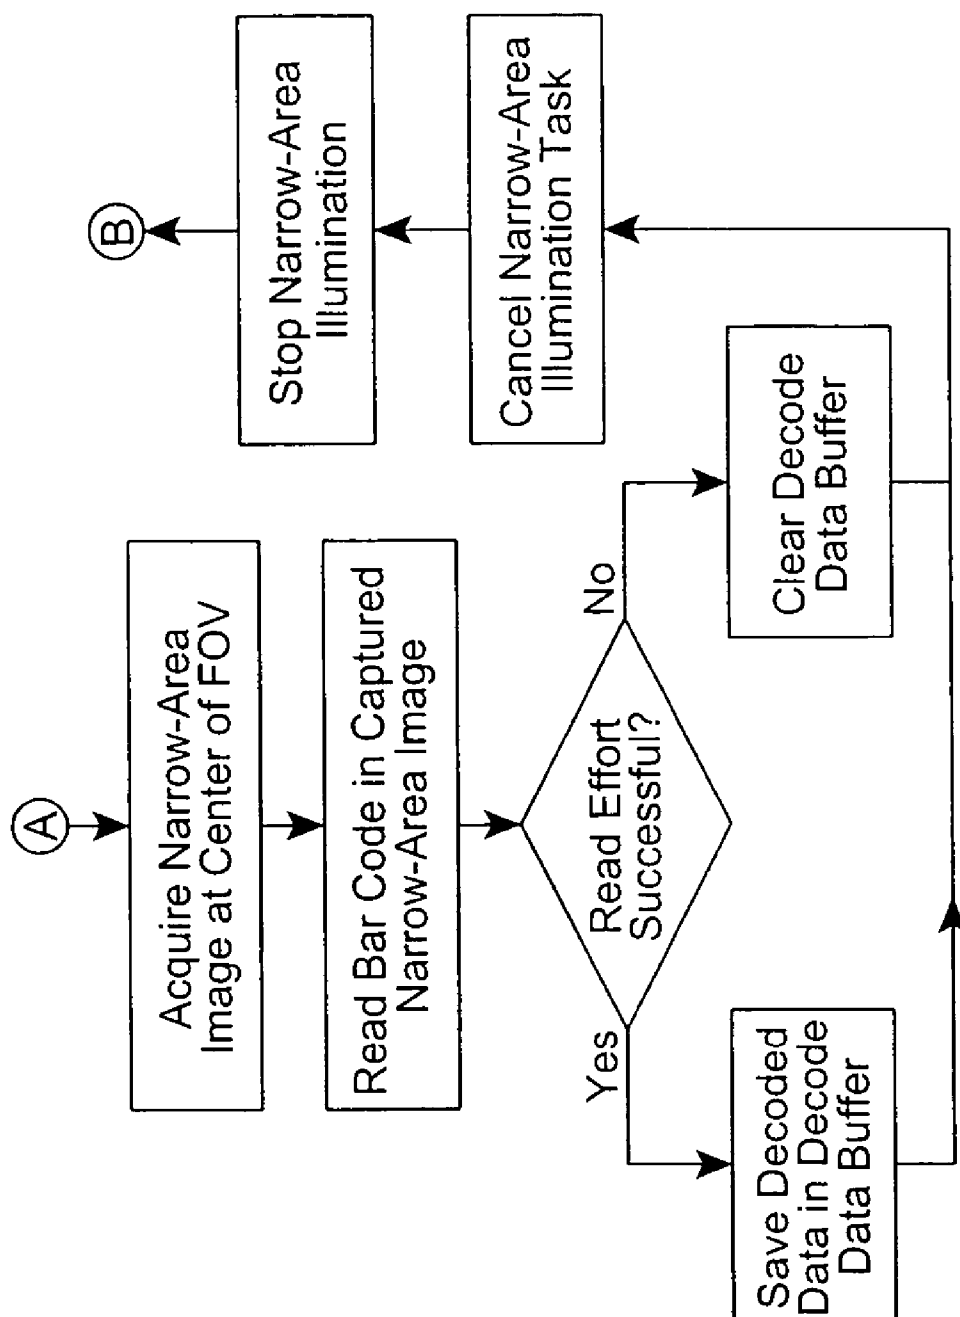 A
Acquire Narrow-Area
Image at Center of FOV
Read Bar Code in Captured
Narrow-Area Image
Read Effort
Successful?
Yes
No
Save Decoded
Data in Decode
Data Buffer
Clear Decode
Data Buffer
Cancel Narrow-Area
Illumination Task
Stop Narrow-Area
Illumination
B